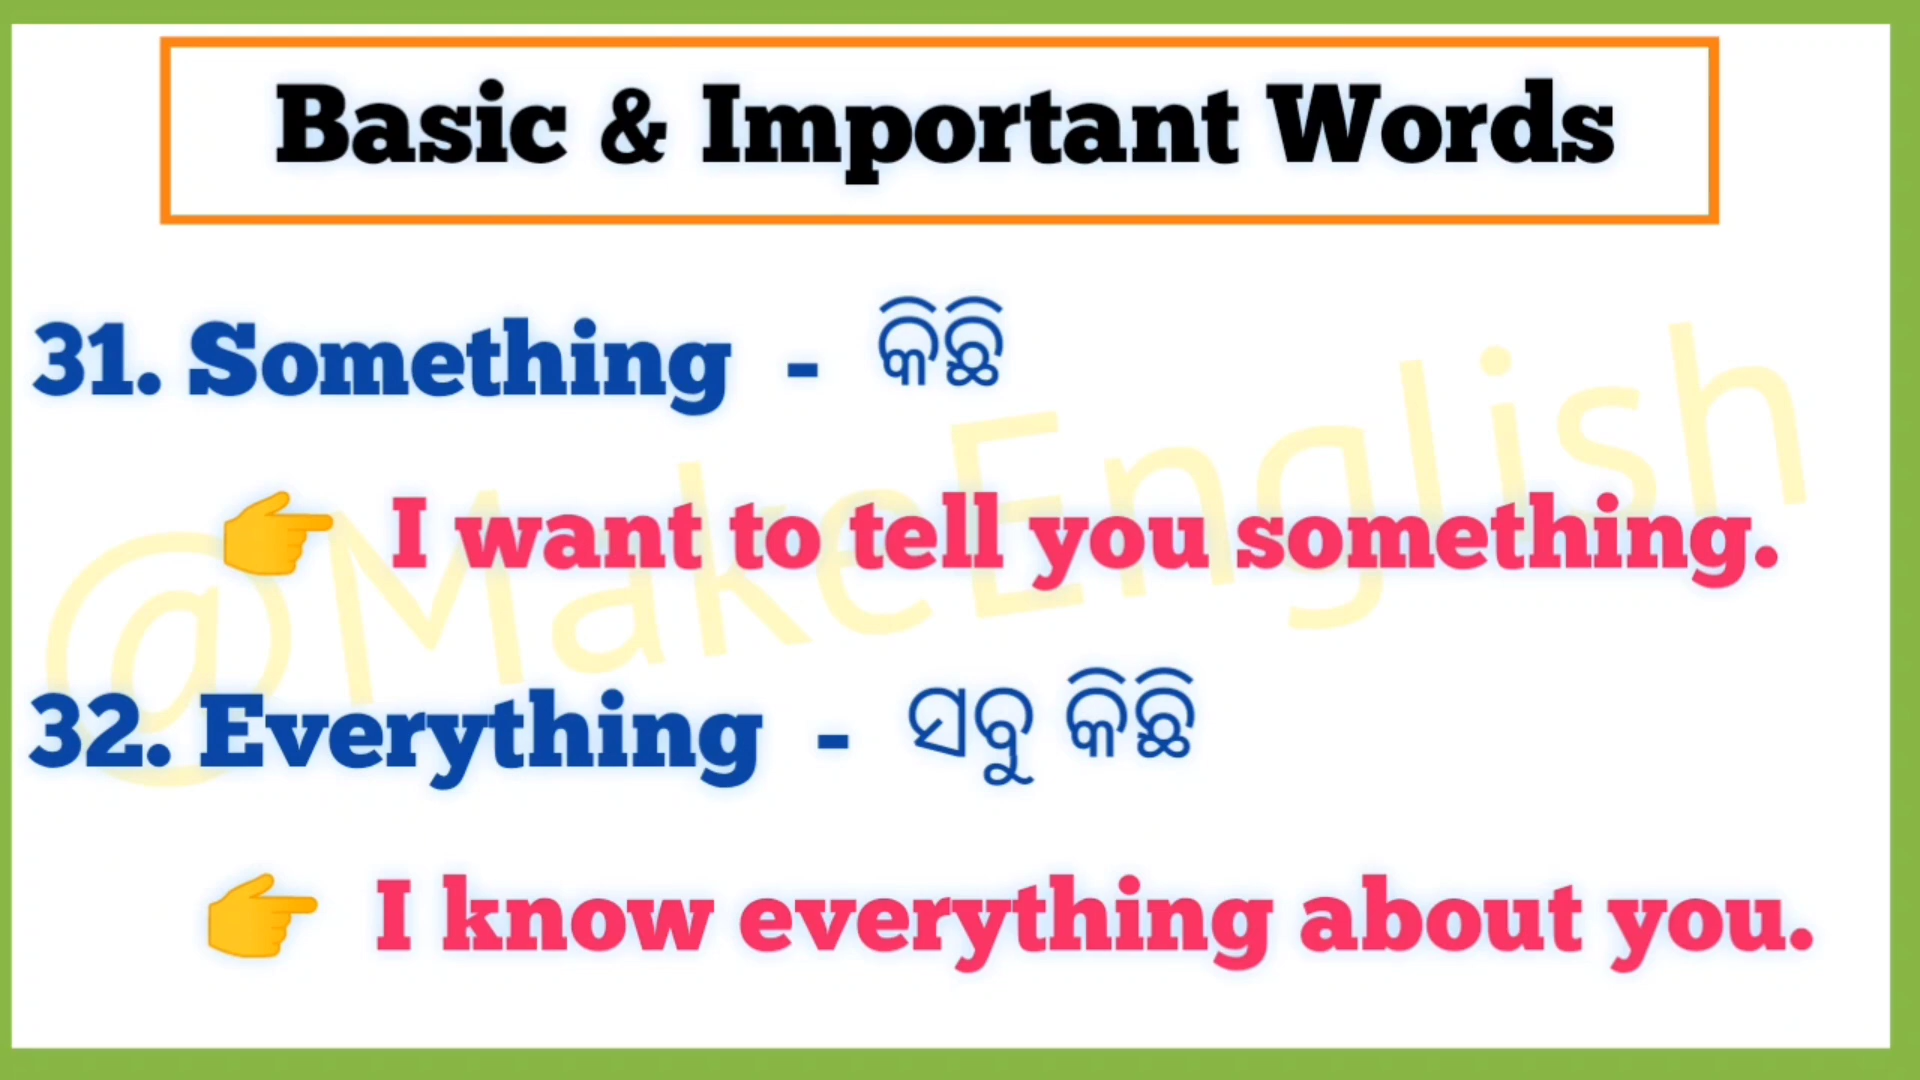 Basic & Important Words
31. Something - କିଛି
👉 I want to tell you something.
@MakeEnglish
32. Everything - ସବୁ କିଛି
👉 I know everything about you.